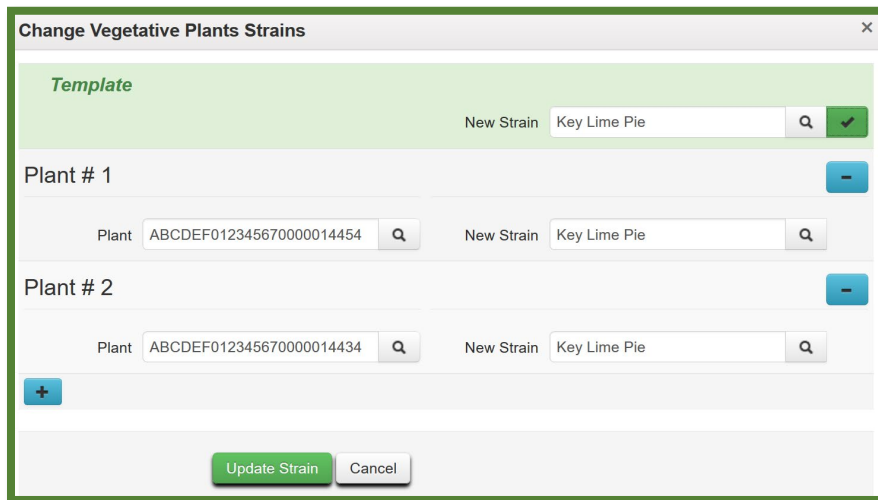 Change Vegetative Plants Strains ×
Template
New Strain Key Lime Pie
Plant # 1
Plant ABCDEF012345670000014454 New Strain Key Lime Pie
Plant # 2
Plant ABCDEF012345670000014434 New Strain Key Lime Pie
Update Strain Cancel